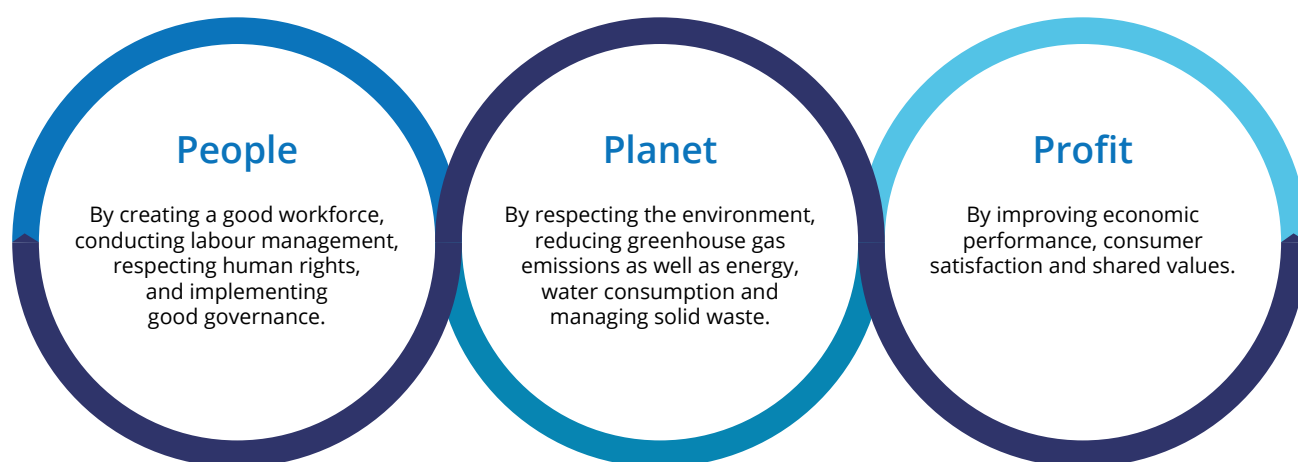 People
By creating a good workforce,
conducting labour management,
respecting human rights,
and implementing
good governance.
Planet
By respecting the environment,
reducing greenhouse gas
emissions as well as energy,
water consumption and
managing solid waste.
Profit
By improving economic
performance, consumer
satisfaction and shared values.